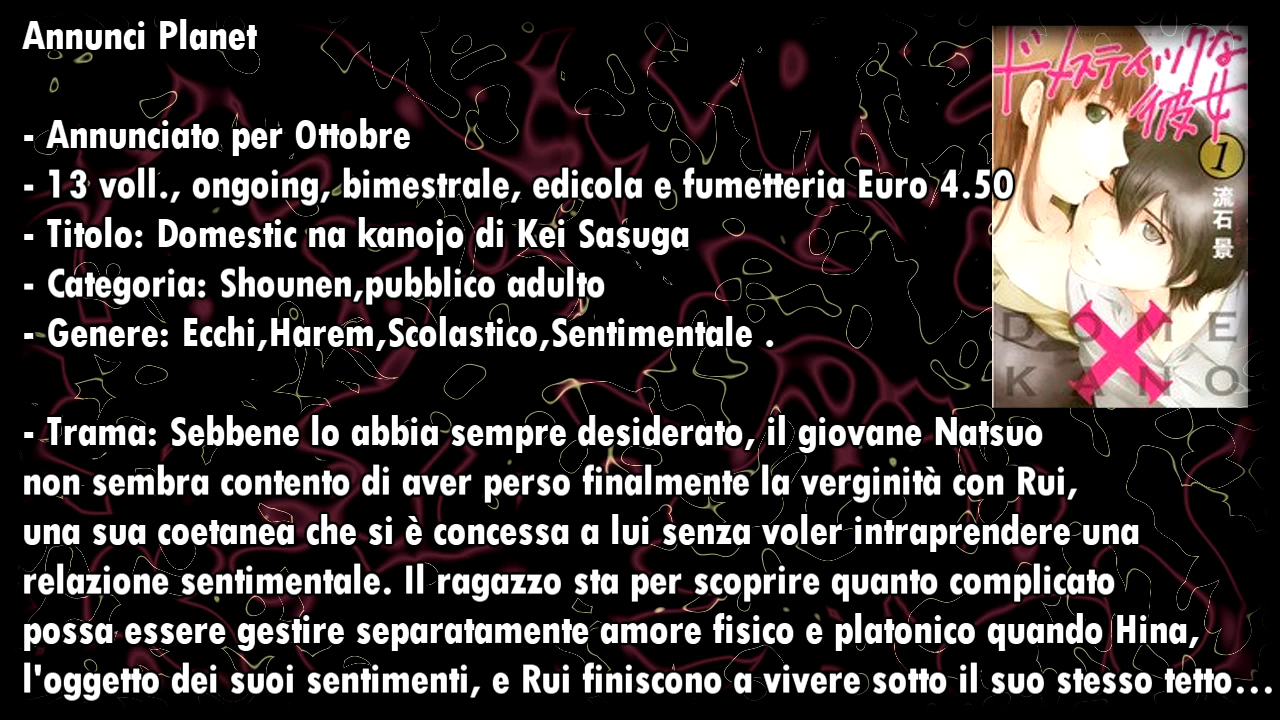 Annunci Planet
- Annunciato per Ottobre
- 13 voll., ongoing, bimestrale, edicola e fumetteria Euro 4.50
- Titolo: Domestic na kanojo di Kei Sasuga
- Categoria: Shounen,pubblico adulto
- Genere: Ecchi,Harem,Scolastico,Sentimentale .
- Trama: Sebbene lo abbia sempre desiderato, il giovane Natsuo
non sembra contento di aver perso finalmente la verginità con Rui,
una sua coetanea che si è concessa a lui senza voler intraprendere una
relazione sentimentale. Il ragazzo sta per scoprire quanto complicato
possa essere gestire separatamente amore fisico e platonico quando Hina,
l'oggetto dei suoi sentimenti, e Rui finiscono a vivere sotto il suo stesso tetto...
ドメスティックな
彼女
1
流石景
DOME
KANO